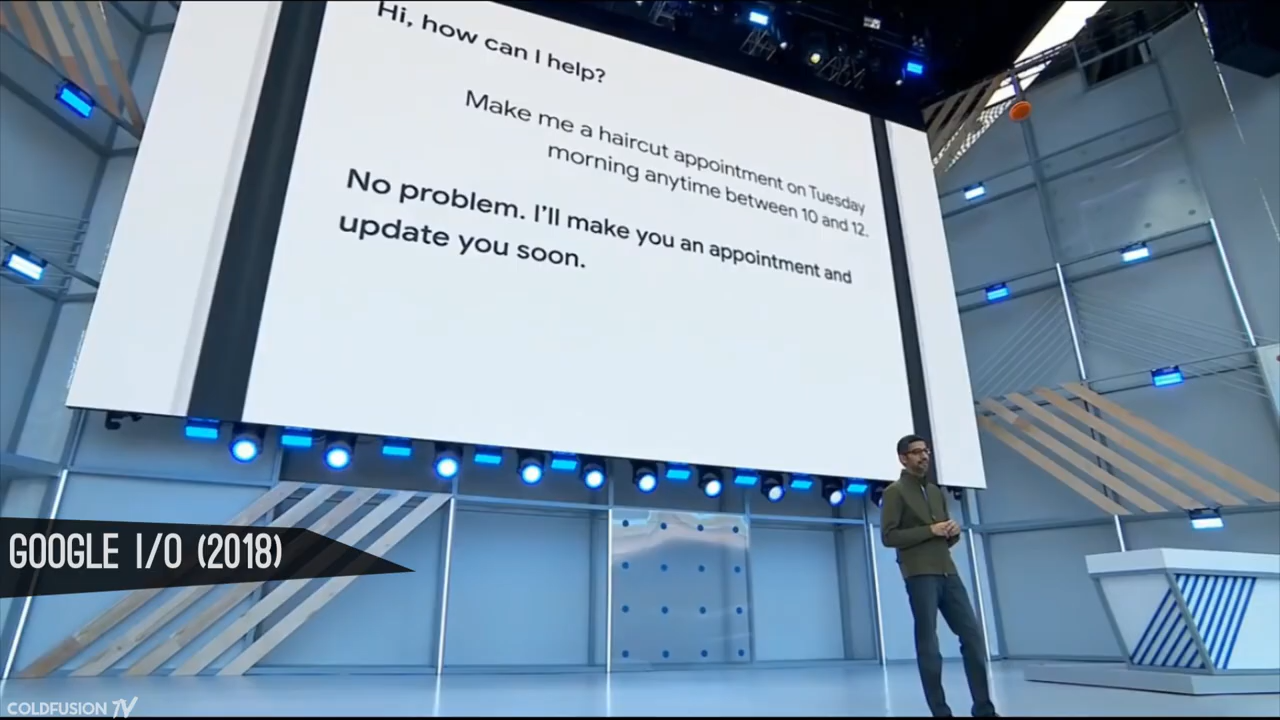 Hi, how can I help?
Make me a haircut appointment on Tuesday
morning anytime between 10 and 12.
No problem. I'll make you an appointment and
update you soon.
GOOGLE I/O (2018)
COLDFUSION TV